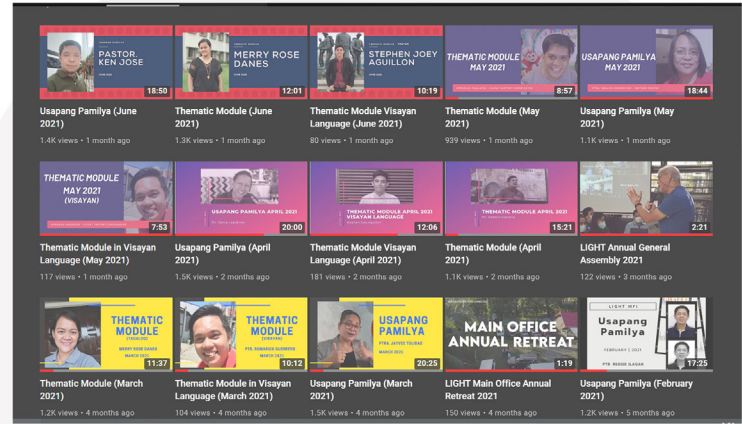 PASTOR.
KEN JOSE
18:50
MERRY ROSE
DANES
12:01
STEPHEN JOEY
AGUILLON
10:19
THEMATIC MODULE
MAY 2021
8:57
USAPANG PAMILYA
MAY 2021
18:44
Usapang Pamilya (June
2021)
1.4K views • 1 month ago
Thematic Module (June
2021)
1.3K views • 1 month ago
Thematic Module Visayan
Language (June 2021)
80 views • 1 month ago
Thematic Module (May
2021)
939 views • 1 month ago
Usapang Pamilya (May
2021)
1.1K views • 1 month ago
THEMATIC MODULE
MAY 2021
(VISAYAN)
7:53
USAPANG PAMILYA APRIL 2021
20:00
THEMATIC MODULE APRIL 2021
VISAYAN LANGUAGE
12:06
THEMATIC MODULE APRIL 2021
15:21
2:21
Thematic Module in Visayan
Language (May 2021)
117 views • 1 month ago
Usapang Pamilya (April
2021)
1.5K views • 2 months ago
Thematic Module Visayan
Language (April 2021)
181 views • 2 months ago
Thematic Module (April
2021)
1.1K views • 2 months ago
LIGHT Annual General
Assembly 2021
122 views • 3 months ago
THEMATIC
MODULE
(TAGALOG)
MERRY ROSE DANES
MARCH 2021
11:37
THEMATIC
MODULE
(VISAYAN)
MARCH 2021
10:12
USAPANG
PAMILYA
MARCH 2021
20:25
MAIN OFFICE
ANNUAL RETREAT
1:19
LIGHT MFI
Usapang
Pamilya
FEBRUARY 2021
PTR. REGGIE ILAGAN
17:25
Thematic Module (March
2021)
1.2K views • 4 months ago
Thematic Module in Visayan
Language (March 2021)
104 views • 4 months ago
Usapang Pamilya (March
2021)
1.5K views • 4 months ago
LIGHT Main Office Annual
Retreat 2021
150 views • 4 months ago
Usapang Pamilya (February
2021)
1.2K views • 5 months ago